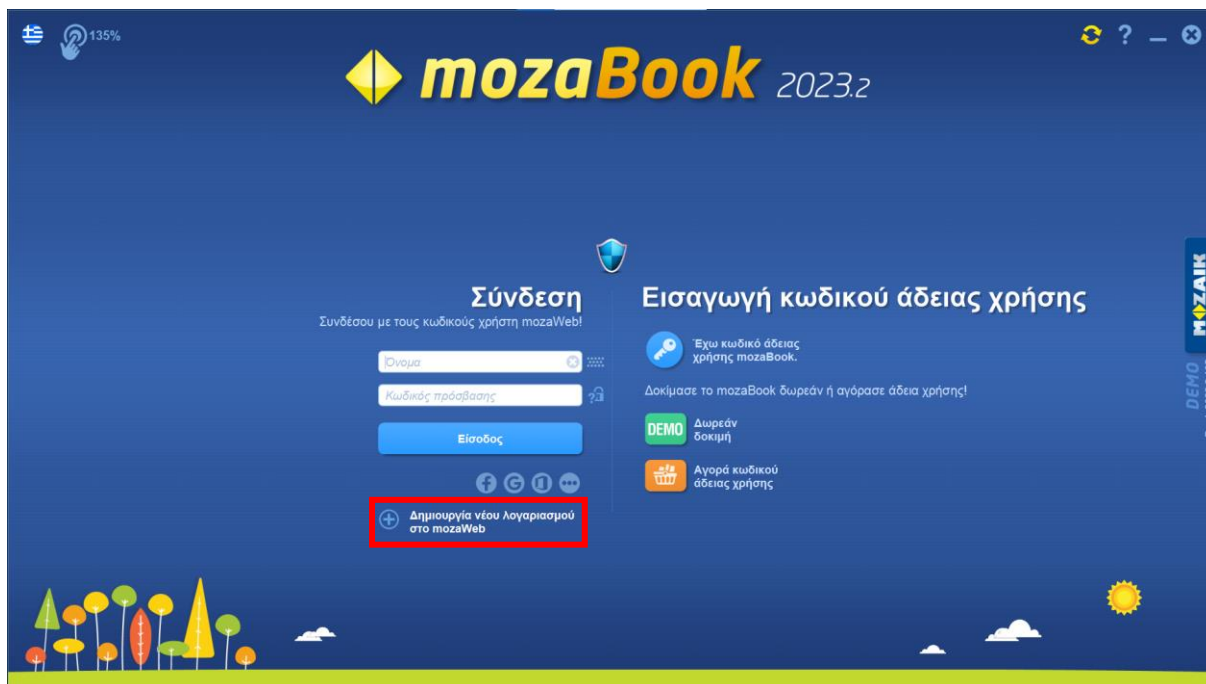 135%
?
mozaBook 2023.2
Σύνδεση
Συνδέσου με τους κωδικούς χρήστη mozaWeb!
Όνομα
Κωδικός πρόσβασης
?
Είσοδος
Δημιουργία νέου λογαριασμού
στο mozaWeb
Εισαγωγή κωδικού άδειας χρήσης
Έχω κωδικό άδειας
χρήσης mozaBook.
Δοκίμασε το mozaBook δωρεάν ή αγόρασε άδεια χρήσης!
DEMO
Δωρεάν
δοκιμή
Αγορά κωδικού
άδειας χρήσης
MOZAIK
DEMO